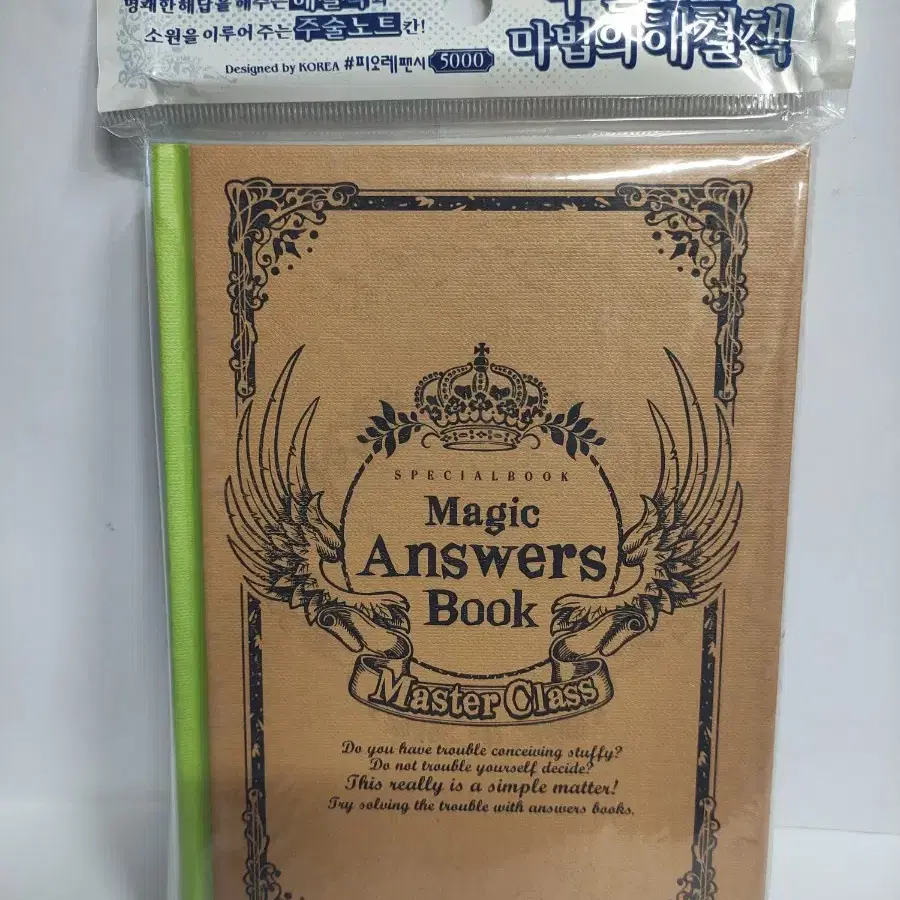 명쾌한 해답을 해주는
소원을 이루어 주는 주술노트 칸!
Designed by KOREA #피오레팬시 5000
마법의 해결책
SPECIALBOOK
Magic
Answers
Book
Master Class
Do you have trouble conceiving stuffy?
Do not trouble yourself decide?
This really is a simple matter!
Try solving the trouble with answers books.